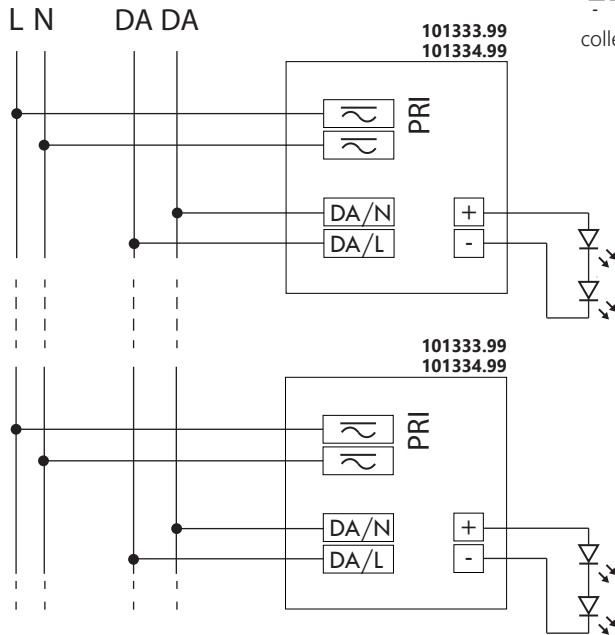 L N DA DA
101333.99
101334.99
PRI
DA/N
DA/L
+
-
101333.99
101334.99
PRI
DA/N
DA/L
+
-